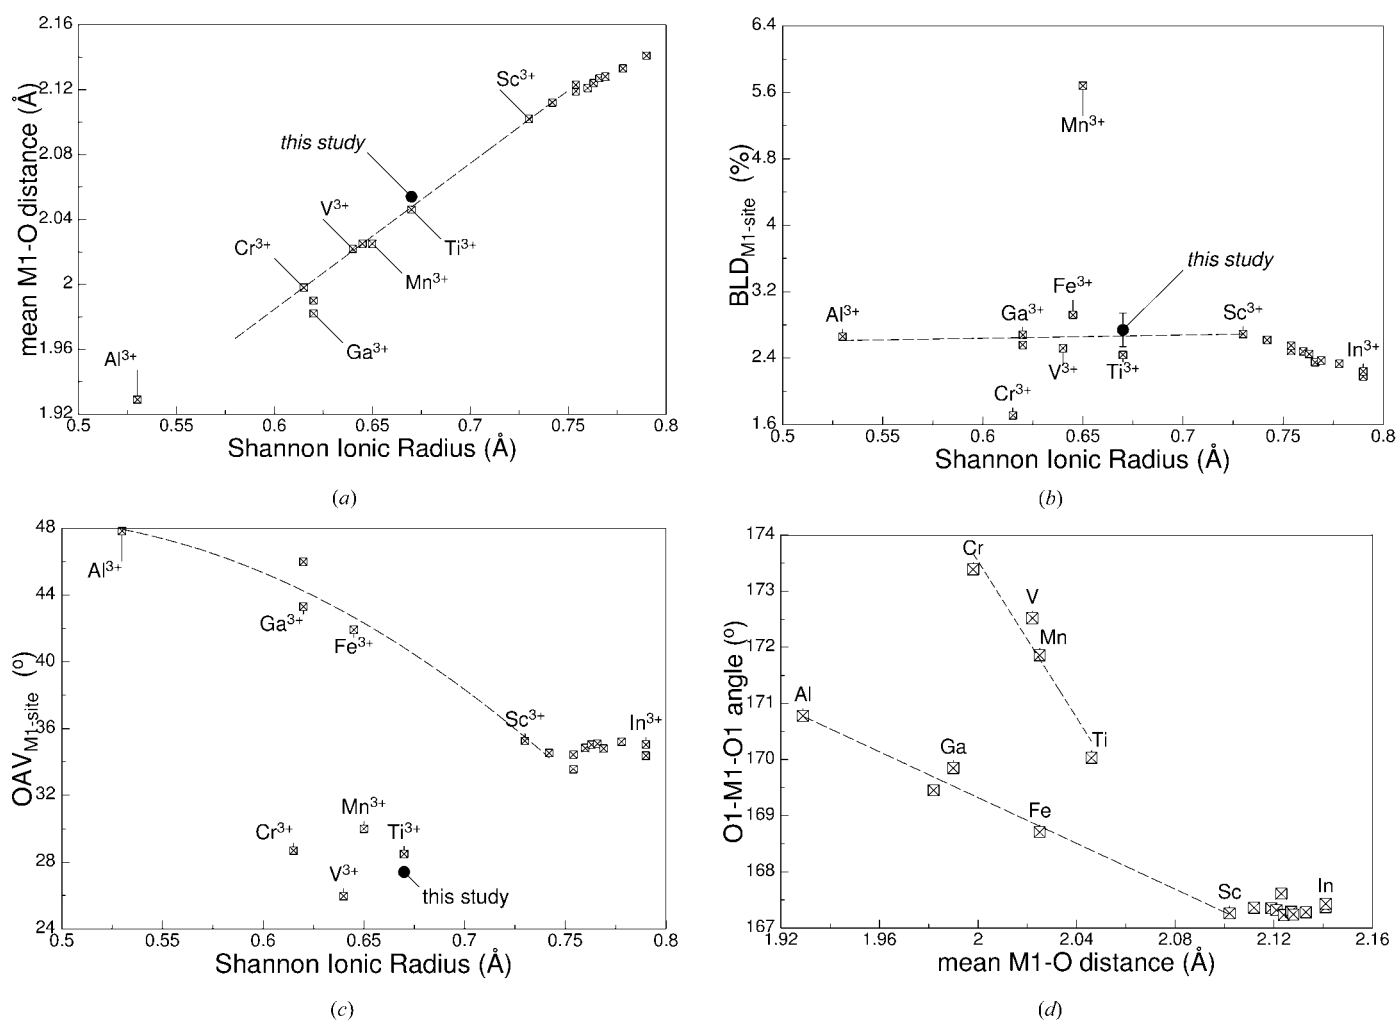 2.16
2.12
2.08
2.04
2
1.96
1.92
mean M1-O distance (Å)
Sc3+
this study
V3+
Cr3+
Ti3+
Mn3+
Ga3+
Al3+
0.5 0.55 0.6 0.65 0.7 0.75 0.8
Shannon Ionic Radius (Å)
(a)
6.4
5.6
4.8
4
3.2
2.4
1.6
BLDM1-site (%)
Mn3+
this study
Fe3+
Al3+ Ga3+ Sc3+
In3+
V3+ Ti3+
Cr3+
0.5 0.55 0.6 0.65 0.7 0.75 0.8
Shannon Ionic Radius (Å)
(b)
48
44
40
36
32
28
24
OAVM1-site (º)
Al3+
Ga3+
Fe3+
Sc3+ In3+
Mn3+
Cr3+ Ti3+
V3+
this study
0.5 0.55 0.6 0.65 0.7 0.75 0.8
Shannon Ionic Radius (Å)
(c)
174
173
172
171
170
169
168
167
O1-M1-O1 angle (º)
Cr
V
Mn
Al
Ga
Ti
Fe
Sc In
1.92 1.96 2 2.04 2.08 2.12 2.16
mean M1-O distance (Å)
(d)